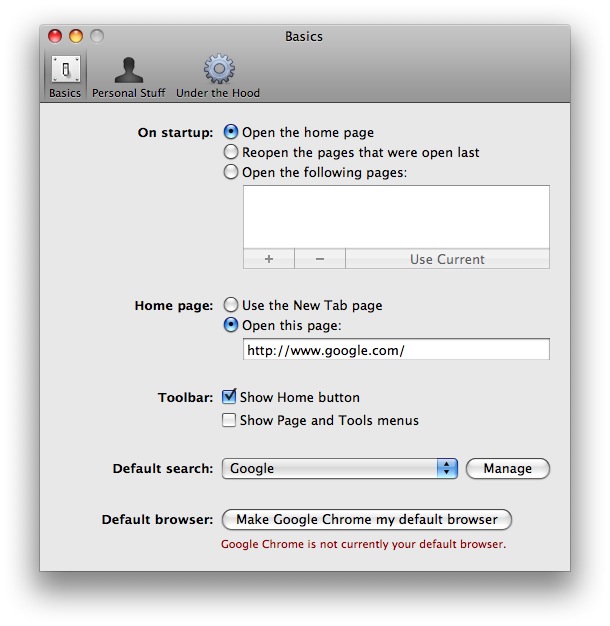 Basics
Basics Personal Stuff Under the Hood
On startup: Open the home page
Reopen the pages that were open last
Open the following pages:
+ − Use Current
Home page: Use the New Tab page
Open this page:
http://www.google.com/
Toolbar: Show Home button
Show Page and Tools menus
Default search: Google Manage
Default browser: Make Google Chrome my default browser
Google Chrome is not currently your default browser.